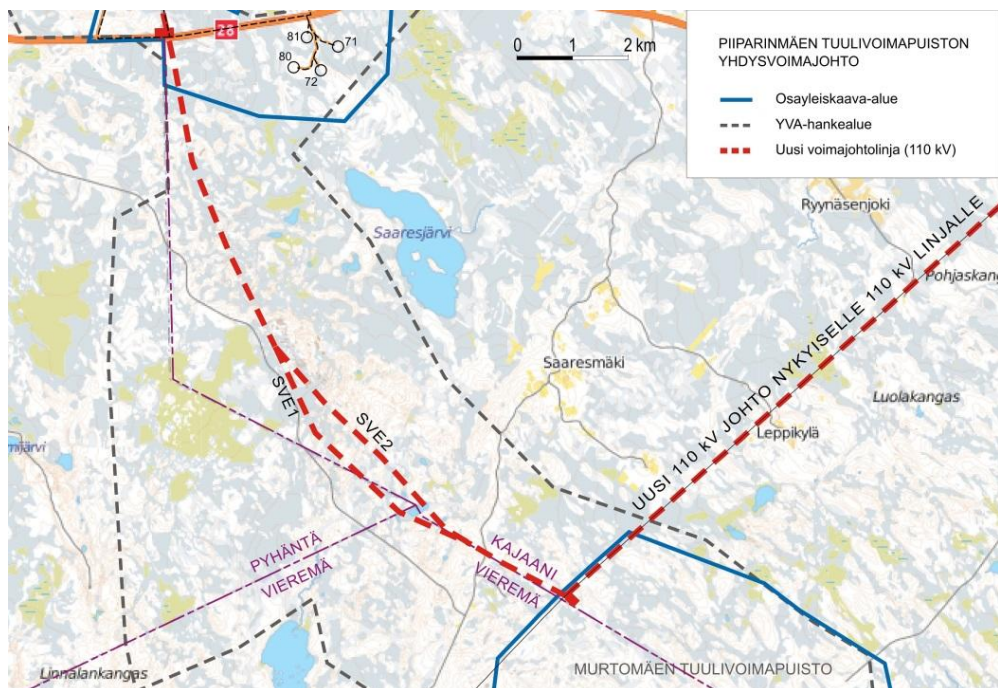 28
81
71
80
72
0 1 2 km
PIIPARINMÄEN TUULIVOIMAPUISTON
YHDYSVOIMAJOHTO
Osayleiskaava-alue
YVA-hankealue
Uusi voimajohtolinja (110 kV)
Ryynäsenjoki
Saaresjärvi
UUSI 110 kV JOHTO NYKYISELLE 110 kV LINJALLE
Saaresmäki
SVE1
SVE2
Luolakangas
Leppikylä
PYHÄNTÄ
VIEREMÄ
KAJAANI
VIEREMÄ
Linnalankangas
MURTOMÄEN TUULIVOIMAPUISTO